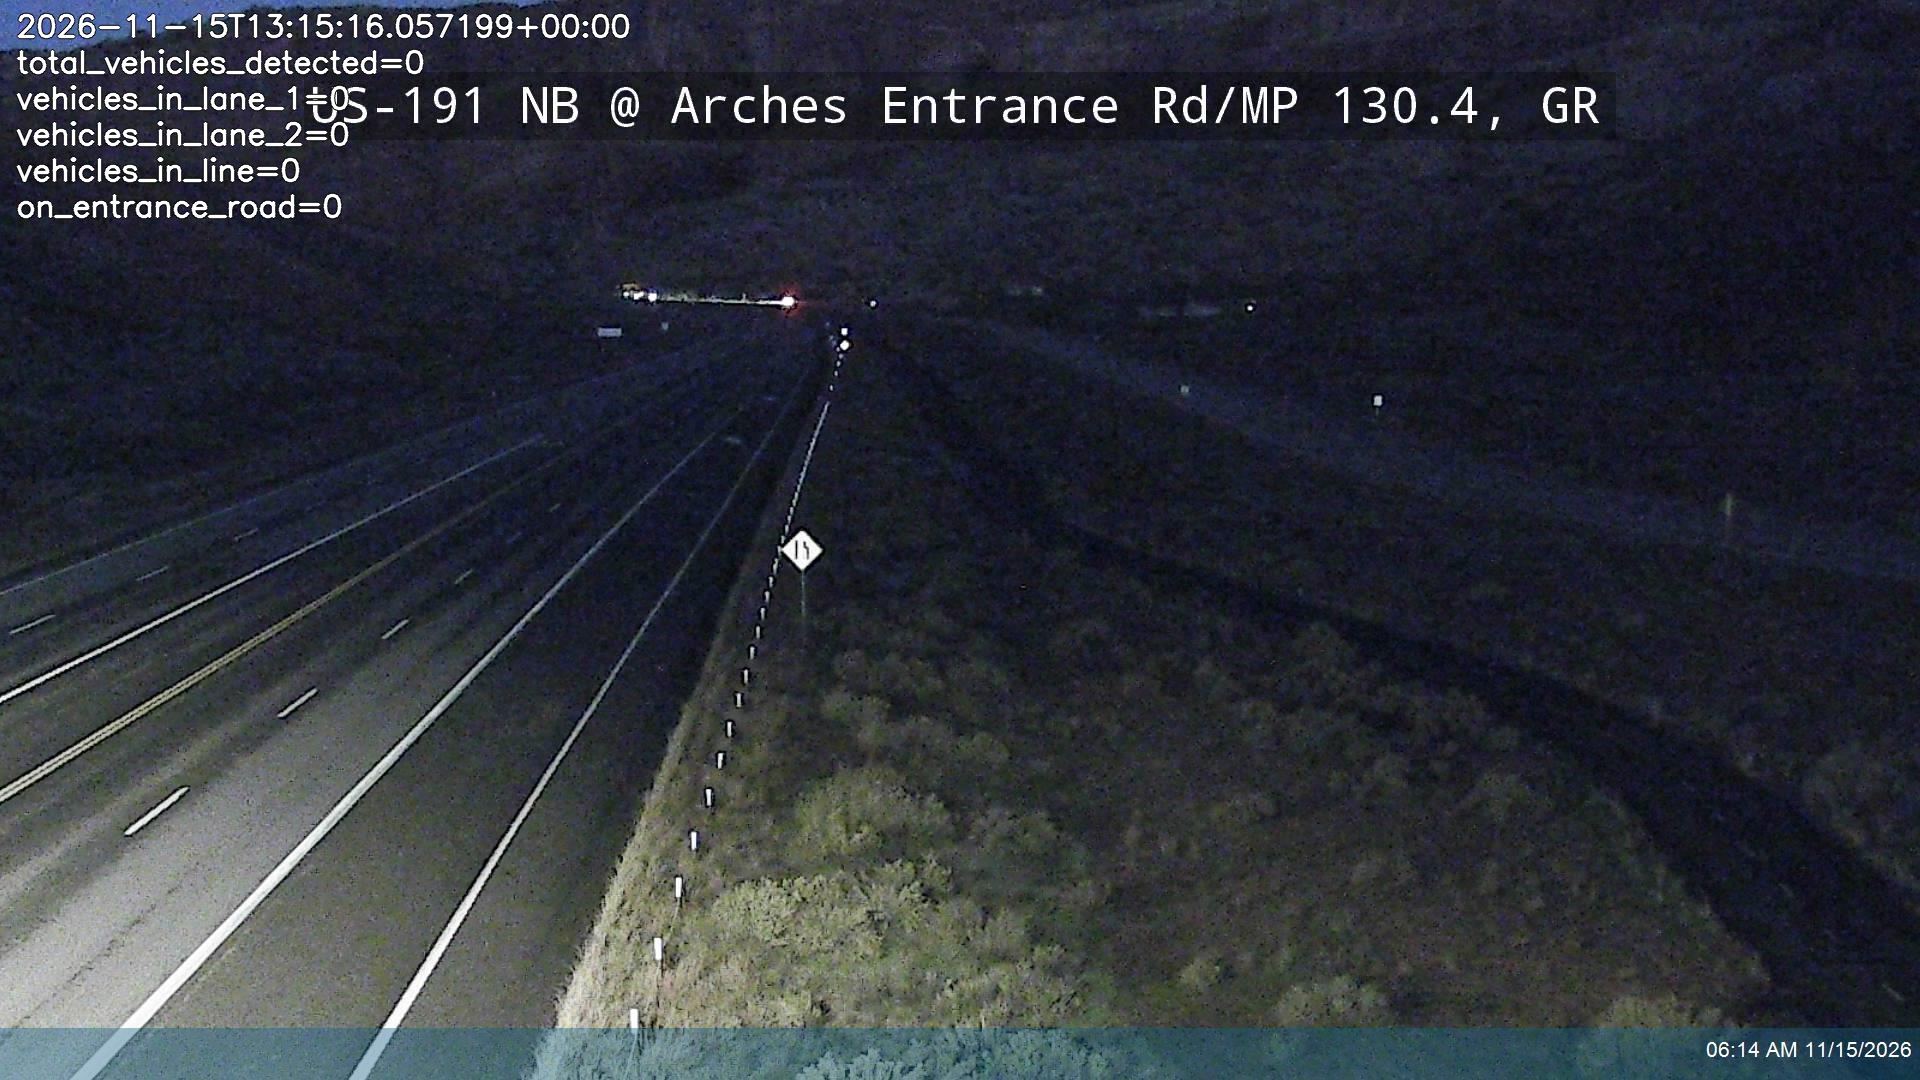 2026-11-15T13:15:16.057199+00:00
total_vehicles_detected=0
vehicles_in_lane_1=0
US-191 NB @ Arches Entrance Rd/MP 130.4, GR
vehicles_in_lane_2=0
vehicles_in_line=0
on_entrance_road=0
06:14 AM 11/15/2026